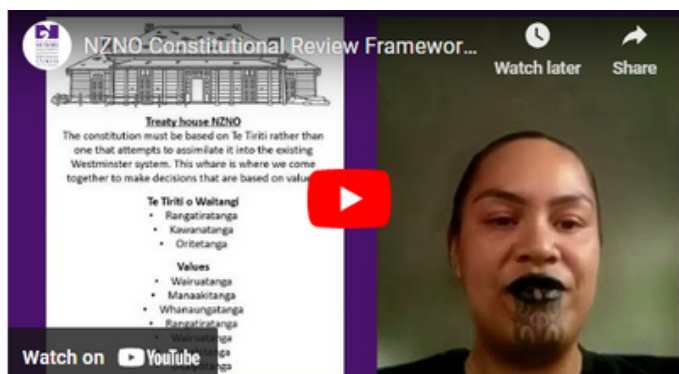 NZNO Constitutional Review Framewor...
Watch later
Share
Treaty house NZNO
The constitution must be based on Te Tiriti rather than
one that attempts to assimilate it into the existing
Westminster system. This whare is where we come
together to make decisions that are based on value
Te Tiriti o Waitangi
• Rangatiratanga
• Kawanatanga
• Oritetanga
Values
• Wairuatanga
• Manaakitanga
• Whanaungatanga
• Rangatiratanga
• Wairuatanga
Watch on YouTube